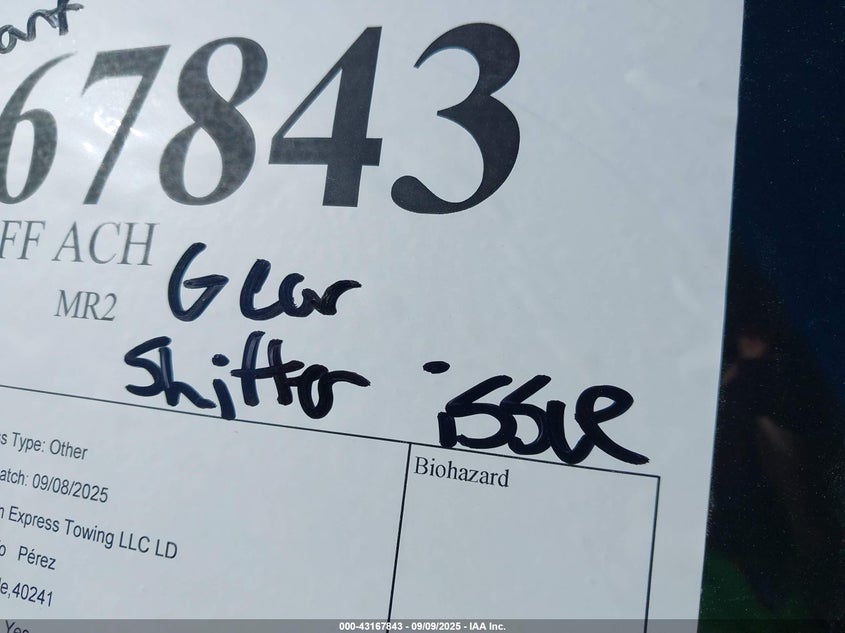 67843
FF ACH
MR2
Gear
Shifter issue
s Type: Other
atch: 09/08/2025
n Express Towing LLC LD
Pérez
le,40241
Biohazard
000-43167843 - 09/09/2025 - IAA Inc.